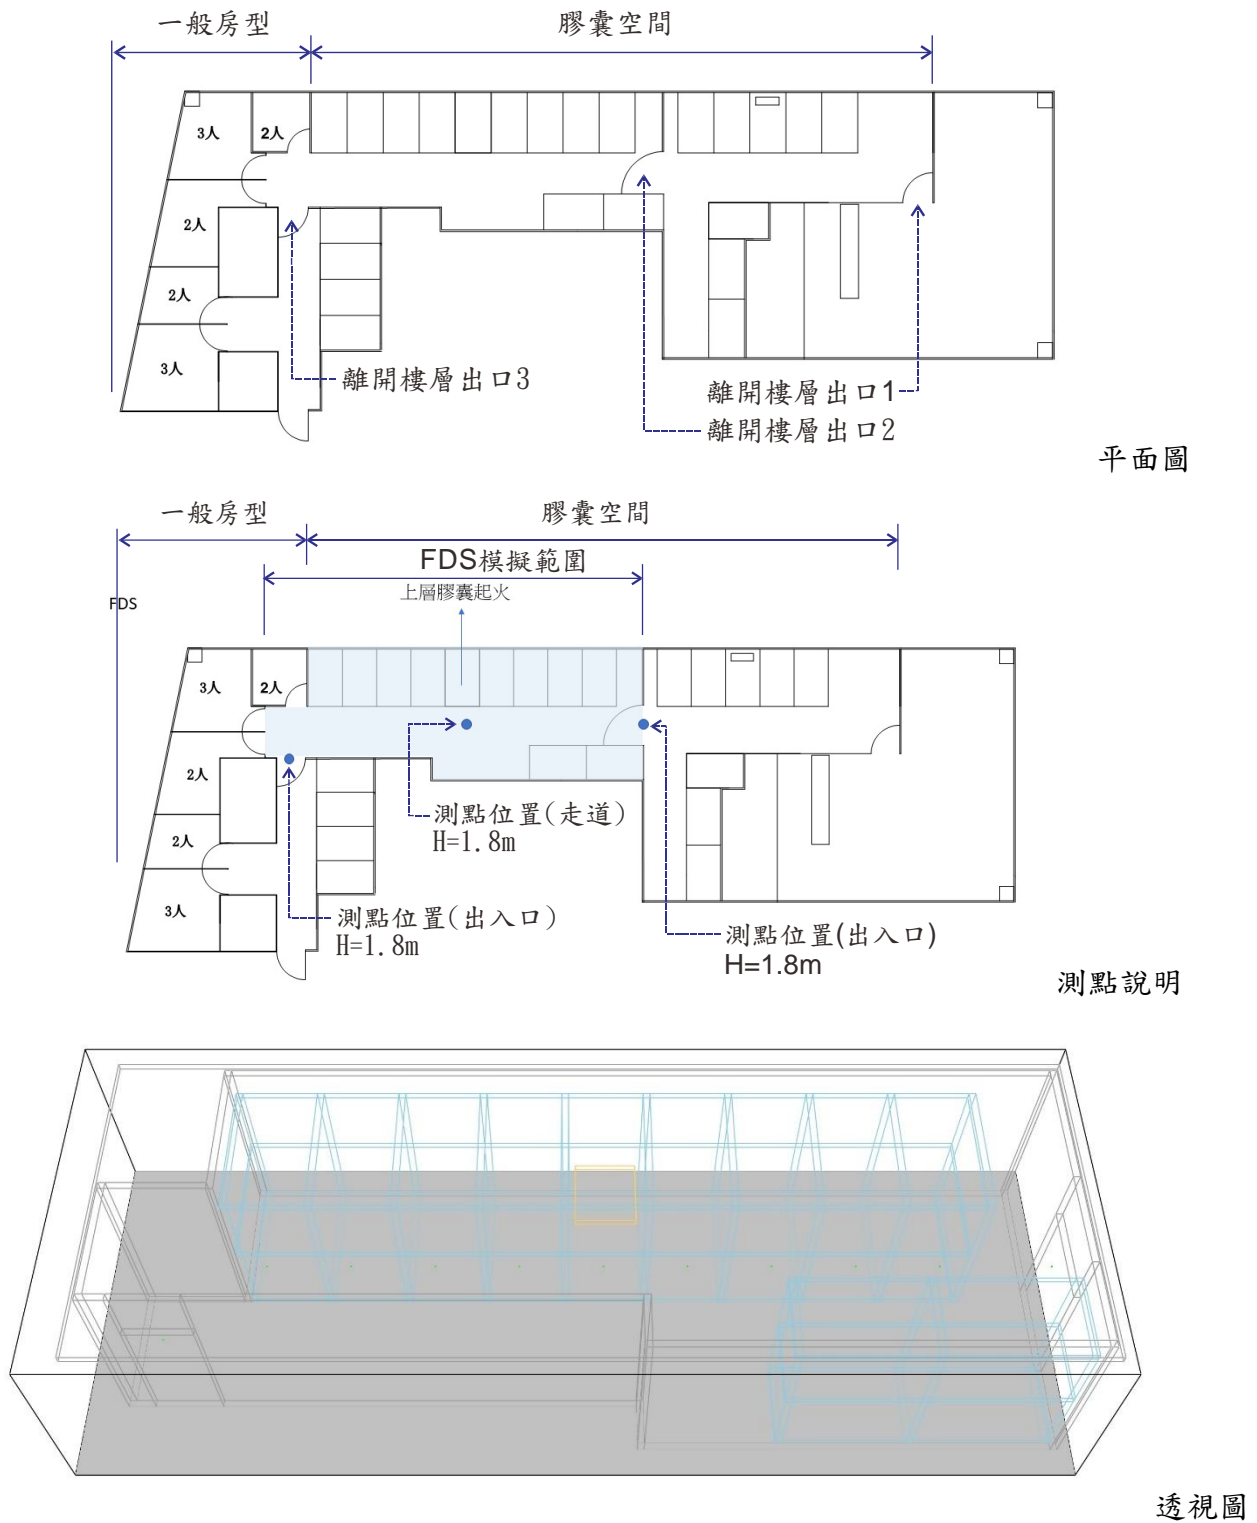 一般房型
膠囊空間
3人
2人
2人
2人
3人
離開樓層出口3
離開樓層出口1
離開樓層出口2
平面圖
一般房型
膠囊空間
FDS模擬範圍
上層膠囊起火
FDS
3人
2人
2人
2人
3人
測點位置(走道)
H=1.8m
測點位置(出入口)
H=1.8m
測點位置(出入口)
H=1.8m
測點說明
透視圖